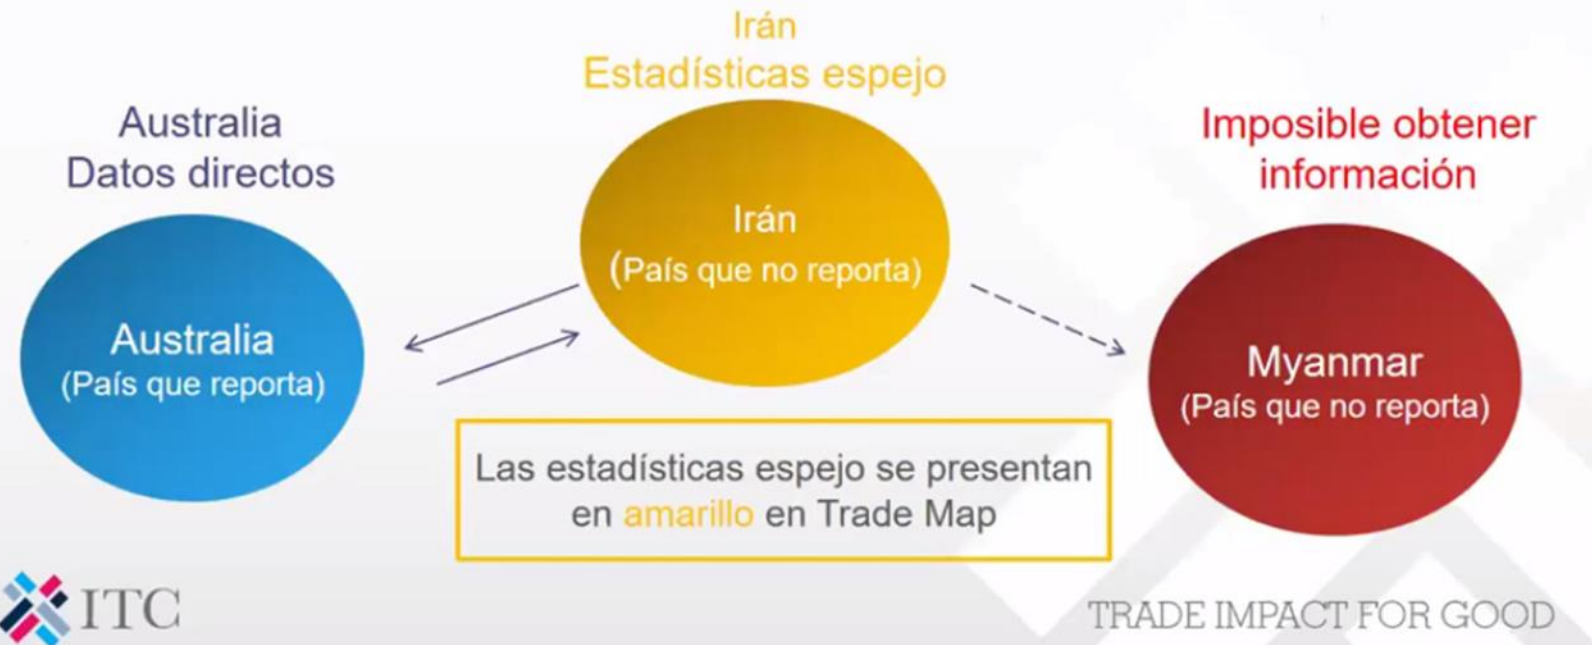 Irán
Estadísticas espejo
Australia
Datos directos
Imposible obtener
información
Irán
(País que no reporta)
Australia
(País que reporta)
Myanmar
(País que no reporta)
Las estadísticas espejo se presentan
en amarillo en Trade Map
ITC
TRADE IMPACT FOR GOOD